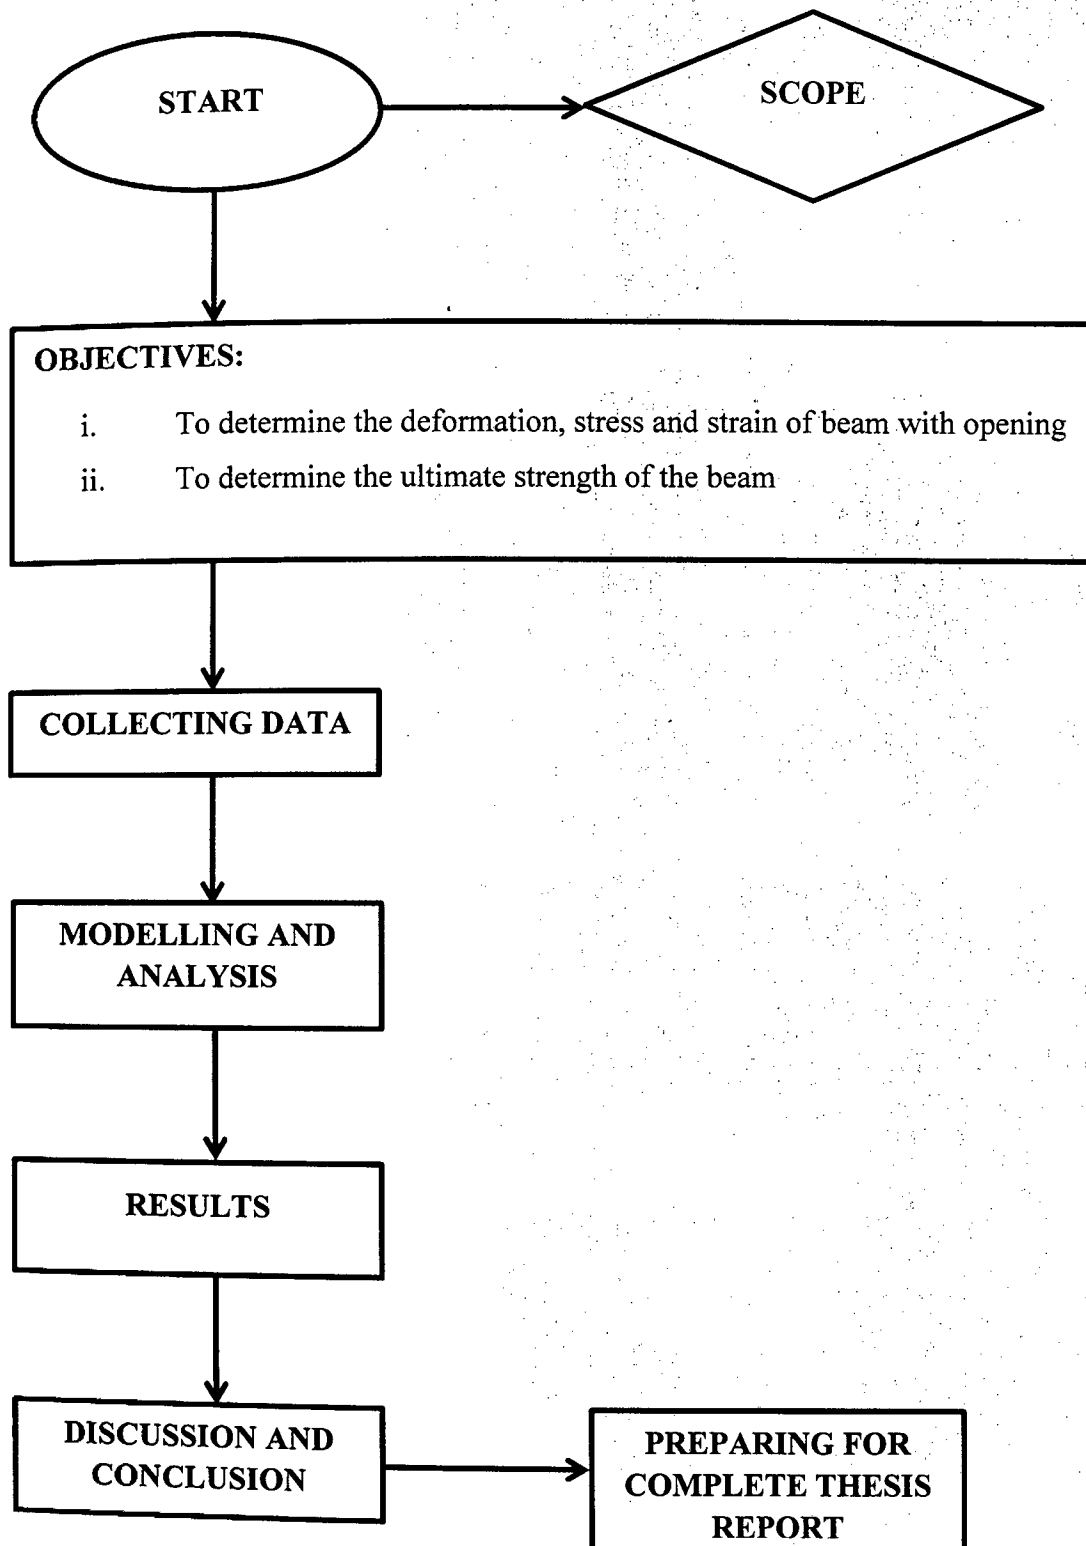 START
SCOPE
OBJECTIVES:
i. To determine the deformation, stress and strain of beam with opening
ii. To determine the ultimate strength of the beam
COLLECTING DATA
MODELLING AND
ANALYSIS
RESULTS
DISCUSSION AND
CONCLUSION
PREPARING FOR
COMPLETE THESIS
REPORT